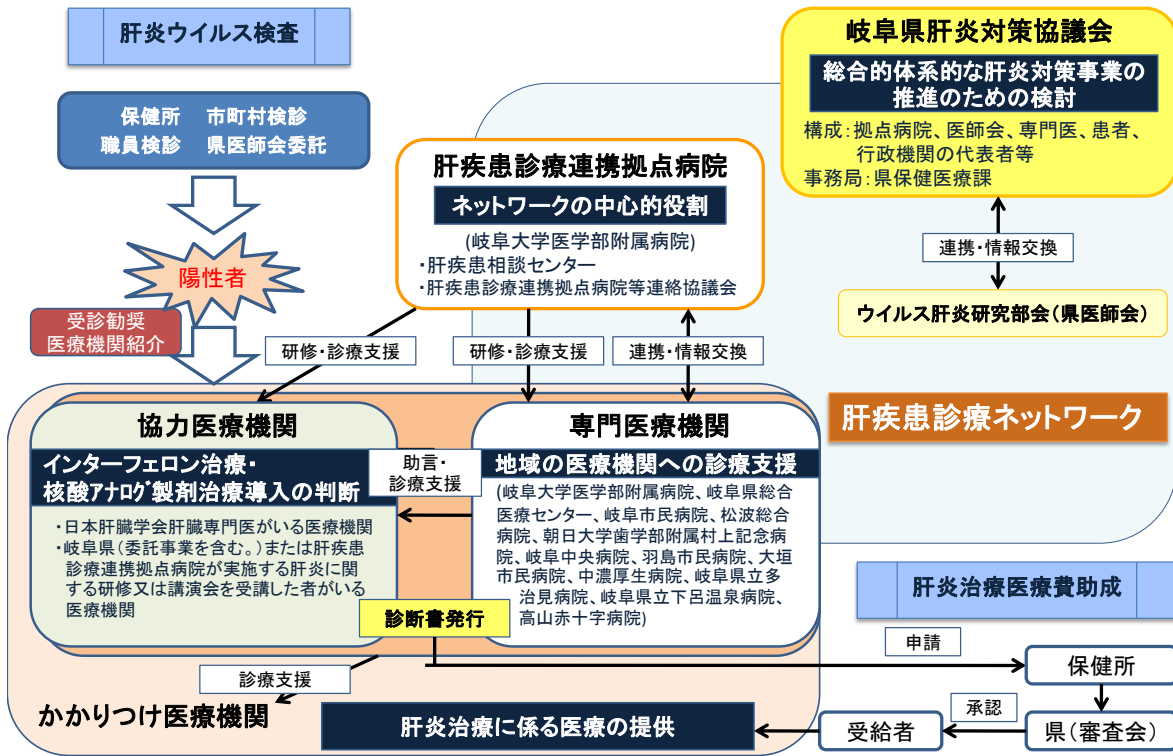 肝炎ウイルス検査
保健所　市町村検診
職員検診　県医師会委託
陽性者
受診勧奨
医療機関紹介
肝疾患診療連携拠点病院
ネットワークの中心的役割
(岐阜大学医学部附属病院)
・肝疾患相談センター
・肝疾患診療連携拠点病院等連絡協議会
岐阜県肝炎対策協議会
総合的体系的な肝炎対策事業の
推進のための検討
構成：拠点病院、医師会、専門医、患者、
行政機関の代表者等
事務局：県保健医療課
連携・情報交換
ウイルス肝炎研究部会（県医師会）
研修・診療支援
研修・診療支援
連携・情報交換
肝疾患診療ネットワーク
協力医療機関
インターフェロン治療・
核酸アナログ製剤治療導入の判断
・日本肝臓学会肝臓専門医がいる医療機関
・岐阜県（委託事業を含む。）または肝疾患
診療連携拠点病院が実施する肝炎に関
する研修又は講演会を受講した者がいる
医療機関
助言・
診療支援
専門医療機関
地域の医療機関への診療支援
(岐阜大学医学部附属病院、岐阜県総合
医療センター、岐阜市民病院、松波総合
病院、朝日大学歯学部附属村上記念病
院、岐阜中央病院、羽島市民病院、大垣
市民病院、中濃厚生病院、岐阜県立多
治見病院、岐阜県立下呂温泉病院、
高山赤十字病院)
診断書発行
肝炎治療医療費助成
申請
保健所
診療支援
かかりつけ医療機関
肝炎治療に係る医療の提供
受給者
承認
県（審査会）